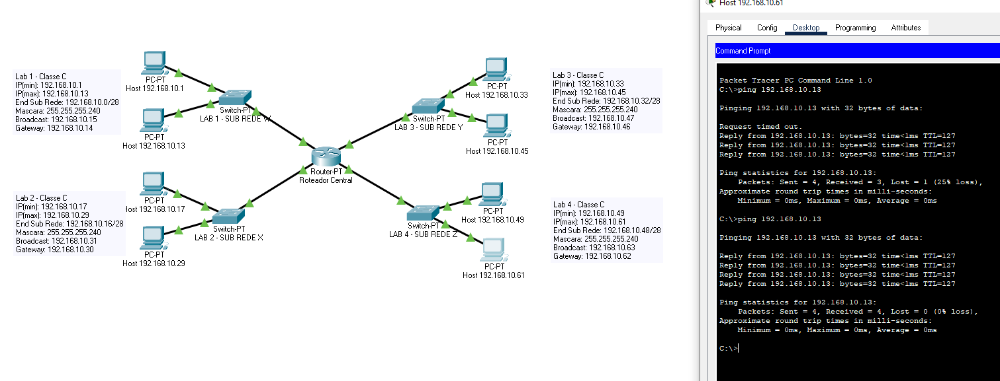 Lab 1 - Classe C
IP(min): 192.168.10.1
IP(max): 192.168.10.13
End Sub Rede: 192.168.10.0/28
Mascara: 255.255.255.240
Broadcast: 192.168.10.15
Gateway: 192.168.10.14
PC-PT
Host 192.168.10.1
PC-PT
Host 192.168.10.13
Switch-PT
LAB 1 - SUB REDE W
Lab 2 - Classe C
IP(min): 192.168.10.17
IP(max): 192.168.10.29
End Sub Rede: 192.168.10.16/28
Mascara: 255.255.255.240
Broadcast: 192.168.10.31
Gateway: 192.168.10.30
PC-PT
Host 192.168.10.17
PC-PT
Host 192.168.10.29
Switch-PT
LAB 2 - SUB REDE X
Router-PT
Roteador Central
PC-PT
Host 192.168.10.33
PC-PT
Host 192.168.10.45
Switch-PT
LAB 3 - SUB REDE Y
Lab 3 - Classe C
IP(min): 192.168.10.33
IP(max): 192.168.10.45
End Sub Rede: 192.168.10.32/28
Mascara: 255.255.255.240
Broadcast: 192.168.10.47
Gateway: 192.168.10.46
PC-PT
Host 192.168.10.49
PC-PT
Host 192.168.10.61
Switch-PT
LAB 4 - SUB REDE Z
Lab 4 - Classe C
IP(min): 192.168.10.49
IP(max): 192.168.10.61
End Sub Rede: 192.168.10.48/28
Mascara: 255.255.255.240
Broadcast: 192.168.10.63
Gateway: 192.168.10.62
Host 192.168.10.61
Physical Config Desktop Programming Attributes
Command Prompt
Packet Tracer PC Command Line 1.0
C:\>ping 192.168.10.13
Pinging 192.168.10.13 with 32 bytes of data:
Request timed out.
Reply from 192.168.10.13: bytes=32 time<1ms TTL=127
Reply from 192.168.10.13: bytes=32 time<1ms TTL=127
Reply from 192.168.10.13: bytes=32 time<1ms TTL=127
Ping statistics for 192.168.10.13:
Packets: Sent = 4, Received = 3, Lost = 1 (25% loss),
Approximate round trip times in milli-seconds:
Minimum = 0ms, Maximum = 0ms, Average = 0ms
C:\>ping 192.168.10.13
Pinging 192.168.10.13 with 32 bytes of data:
Reply from 192.168.10.13: bytes=32 time<1ms TTL=127
Reply from 192.168.10.13: bytes=32 time<1ms TTL=127
Reply from 192.168.10.13: bytes=32 time<1ms TTL=127
Reply from 192.168.10.13: bytes=32 time<1ms TTL=127
Ping statistics for 192.168.10.13:
Packets: Sent = 4, Received = 4, Lost = 0 (0% loss),
Approximate round trip times in milli-seconds:
Minimum = 0ms, Maximum = 0ms, Average = 0ms
C:\>